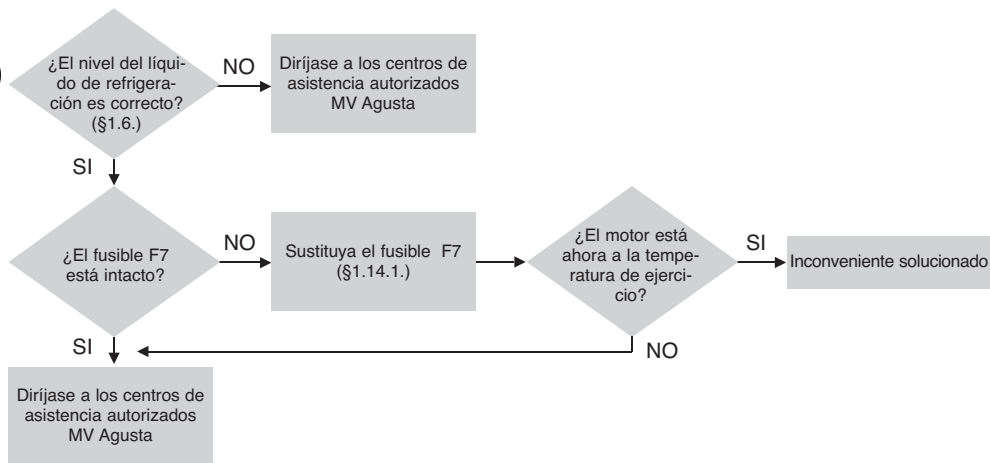 )
¿El nivel del líqui-
do de refrigera-
ción es correcto?
(§1.6.)
NO
Diríjase a los centros de
asistencia autorizados
MV Agusta
SI
¿El fusible F7
está intacto?
NO
Sustituya el fusible F7
(§1.14.1.)
¿El motor está
ahora a la tempe-
ratura de ejerci-
cio?
SI
Inconveniente solucionado
NO
SI
Diríjase a los centros de
asistencia autorizados
MV Agusta